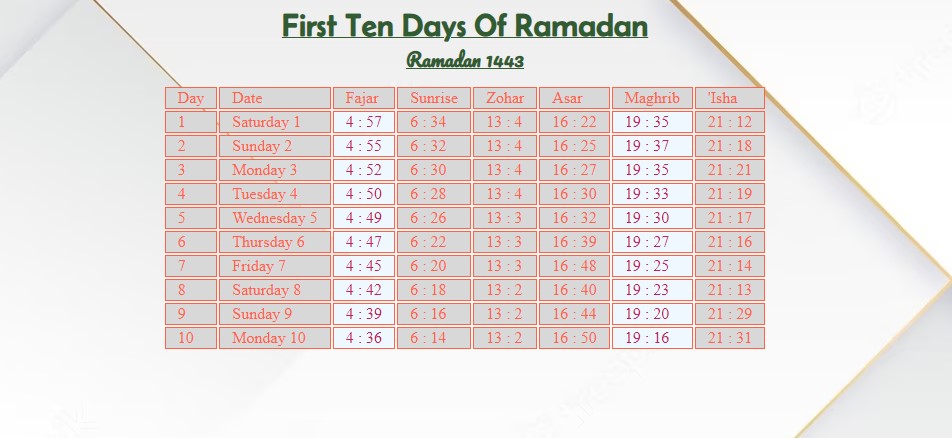 First Ten Days Of Ramadan
Ramadan 1443
Day Date Fajar Sunrise Zohar Asar Maghrib 'Isha
1 Saturday 1 4 : 57 6 : 34 13 : 4 16 : 22 19 : 35 21 : 12
2 Sunday 2 4 : 55 6 : 32 13 : 4 16 : 25 19 : 37 21 : 18
3 Monday 3 4 : 52 6 : 30 13 : 4 16 : 27 19 : 35 21 : 21
4 Tuesday 4 4 : 50 6 : 28 13 : 4 16 : 30 19 : 33 21 : 19
5 Wednesday 5 4 : 49 6 : 26 13 : 3 16 : 32 19 : 30 21 : 17
6 Thursday 6 4 : 47 6 : 22 13 : 3 16 : 39 19 : 27 21 : 16
7 Friday 7 4 : 45 6 : 20 13 : 3 16 : 48 19 : 25 21 : 14
8 Saturday 8 4 : 42 6 : 18 13 : 2 16 : 40 19 : 23 21 : 13
9 Sunday 9 4 : 39 6 : 16 13 : 2 16 : 44 19 : 20 21 : 29
10 Monday 10 4 : 36 6 : 14 13 : 2 16 : 50 19 : 16 21 : 31